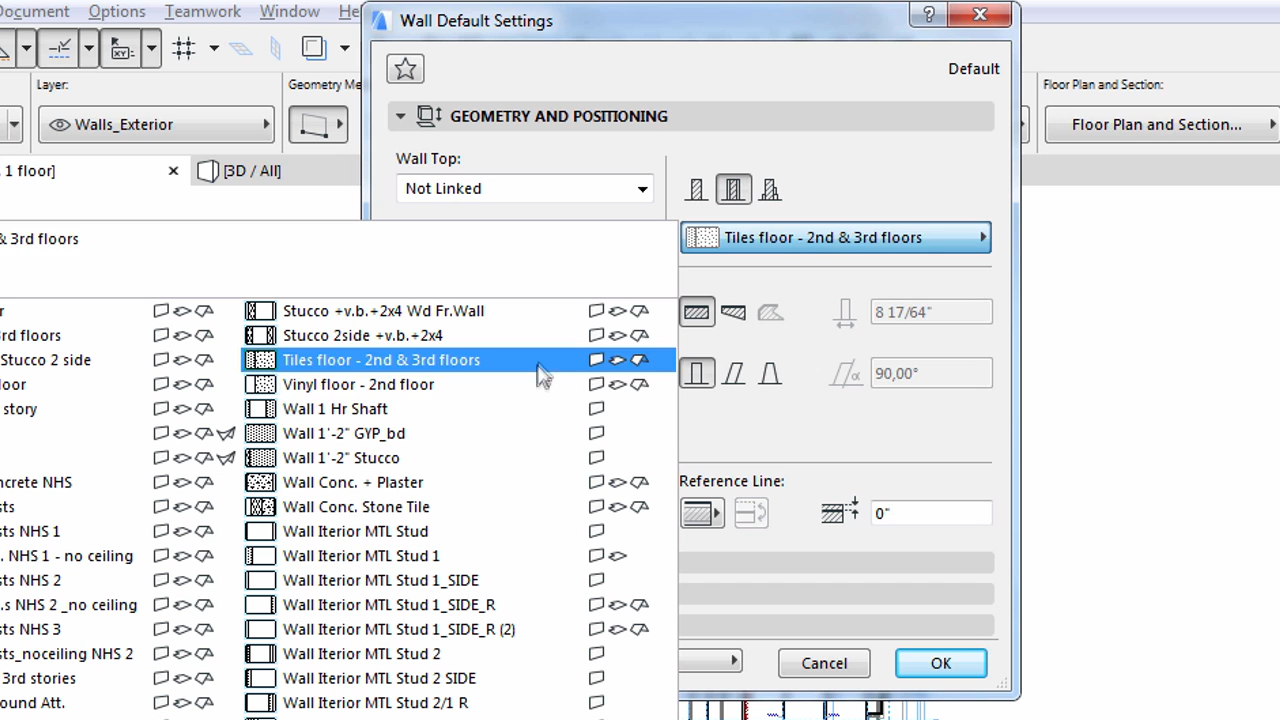 ocument Options Teamwork Window He
Wall Default Settings
?
Default
Layer:
Geometry Me
Floor Plan and Section:
Walls_Exterior
Floor Plan and Section...
GEOMETRY AND POSITIONING
Wall Top:
Not Linked
. 1 floor]
[3D / All]
& 3rd floors
Tiles floor - 2nd & 3rd floors
r
Stucco +v.b.+2x4 Wd Fr.Wall
8 17/64"
rd floors
Stucco 2side +v.b.+2x4
Stucco 2 side
Tiles floor - 2nd & 3rd floors
α
90,00°
oor
Vinyl floor - 2nd floor
story
Wall 1 Hr Shaft
Wall 1'-2" GYP_bd
Wall 1'-2" Stucco
ncrete NHS
Wall Conc. + Plaster
Reference Line:
sts
Wall Conc. Stone Tile
0"
sts NHS 1
Wall Iterior MTL Stud
. NHS 1 - no ceiling
Wall Iterior MTL Stud 1
sts NHS 2
Wall Iterior MTL Stud 1_SIDE
.s NHS 2 _no ceiling
Wall Iterior MTL Stud 1_SIDE_R
sts NHS 3
Wall Iterior MTL Stud 1_SIDE_R (2)
sts_noceiling NHS 2
Wall Iterior MTL Stud 2
3rd stories
Wall Iterior MTL Stud 2 SIDE
ound Att.
Wall Iterior MTL Stud 2/1 R
Cancel
OK